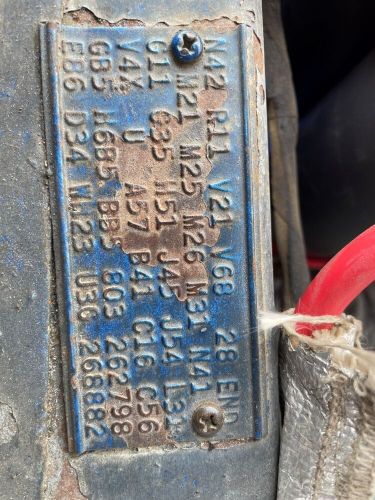 N42 R11 V21 V68 28 END
M21 M25 M26 M31 N41
G11 G35 H51 J45 J54 L31
V4X U A57 B41 C16 C56
GB5 H6B5 BB5 803 262798
E86 D34 WL23 U3G 268882